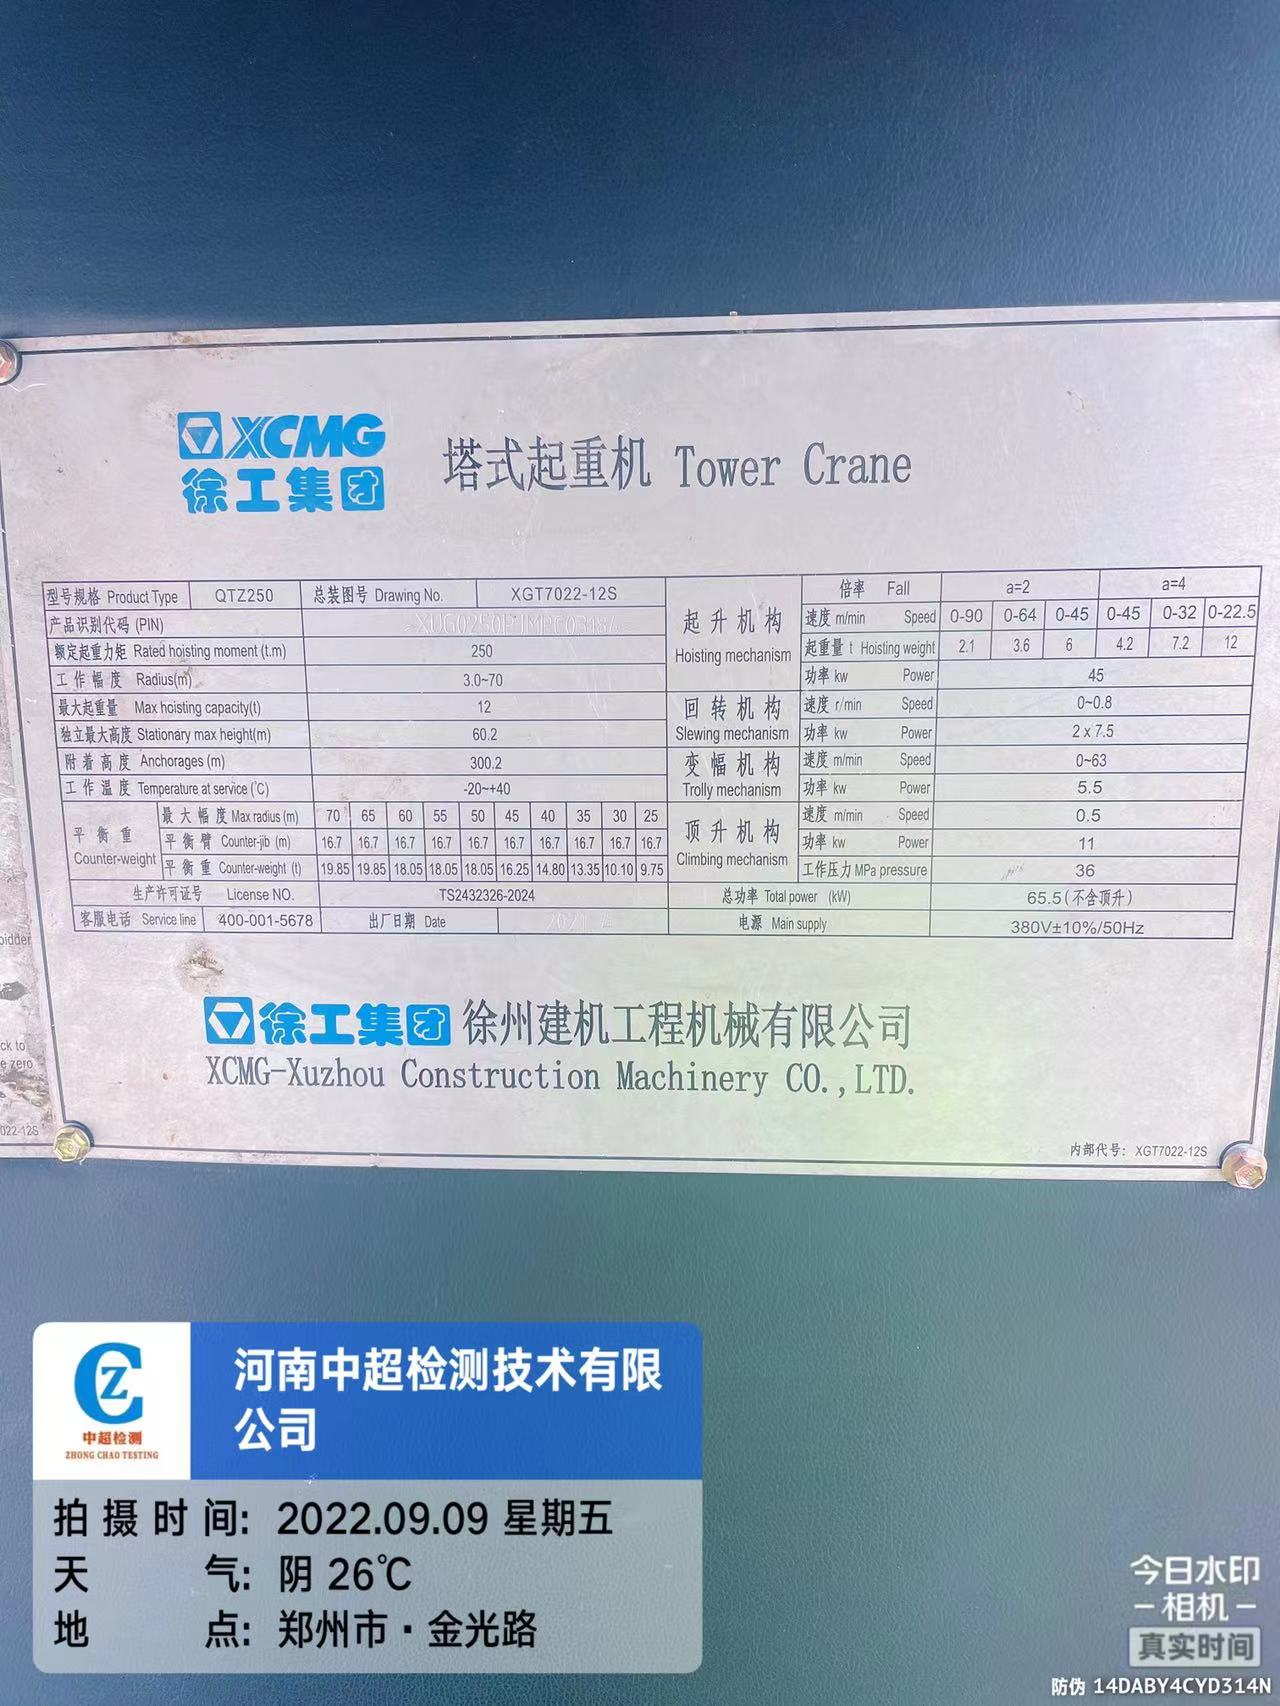 XCMG
徐工集团
塔式起重机 Tower Crane
型号规格 Product Type QTZ250 总装图号 Drawing No. XGT7022-12S
产品识别代码 (PIN)
额定起重力矩 Rated hoisting moment (t.m) 250
工作幅度 Radius(m) 3.0~70
最大起重量 Max hoisting capacity(t) 12
独立最大高度 Stationary max height(m) 60.2
附着高度 Anchorages (m) 300.2
工作温度 Temperature at service (℃) -20~+40
平衡重 Counter-weight
最大幅度 Max radius (m) 70 65 60 55 50 45 40 35 30 25
平衡臂 Counter-jib (m) 16.7 16.7 16.7 16.7 16.7 16.7 16.7 16.7 16.7 16.7
平衡重 Counter-weight (t) 19.85 19.85 18.05 18.05 18.05 16.25 14.80 13.35 10.10 9.75
生产许可证号 License NO. TS2432326-2024
客服电话 Service line 400-001-5678 出厂日期 Date
起升机构 Hoisting mechanism
倍率 Fall a=2 a=4
速度 m/min Speed 0-90 0-64 0-45 0-45 0-32 0-22.5
起重量 t Hoisting weight 2.1 3.6 6 4.2 7.2 12
功率 kw Power 45
回转机构 Slewing mechanism
速度 r/min Speed 0~0.8
功率 kw Power 2 x 7.5
变幅机构 Trolly mechanism
速度 m/min Speed 0~63
功率 kw Power 5.5
顶升机构 Climbing mechanism
速度 m/min Speed 0.5
功率 kw Power 11
工作压力 MPa pressure 36
总功率 Total power (kW) 65.5(不含顶升)
电源 Main supply 380V±10%/50Hz
徐工集团 徐州建机工程机械有限公司
XCMG-Xuzhou Construction Machinery CO.,LTD.
内部代号: XGT7022-12S
bidder
ck to
e zero
022-12S
CZ
中超检测
ZHONG CHAO TESTING
河南中超检测技术有限
公司
拍摄时间: 2022.09.09 星期五
天气: 阴 26℃
地点: 郑州市·金光路
今日水印
-相机-
真实时间
防伪 14DABY4CYD314N